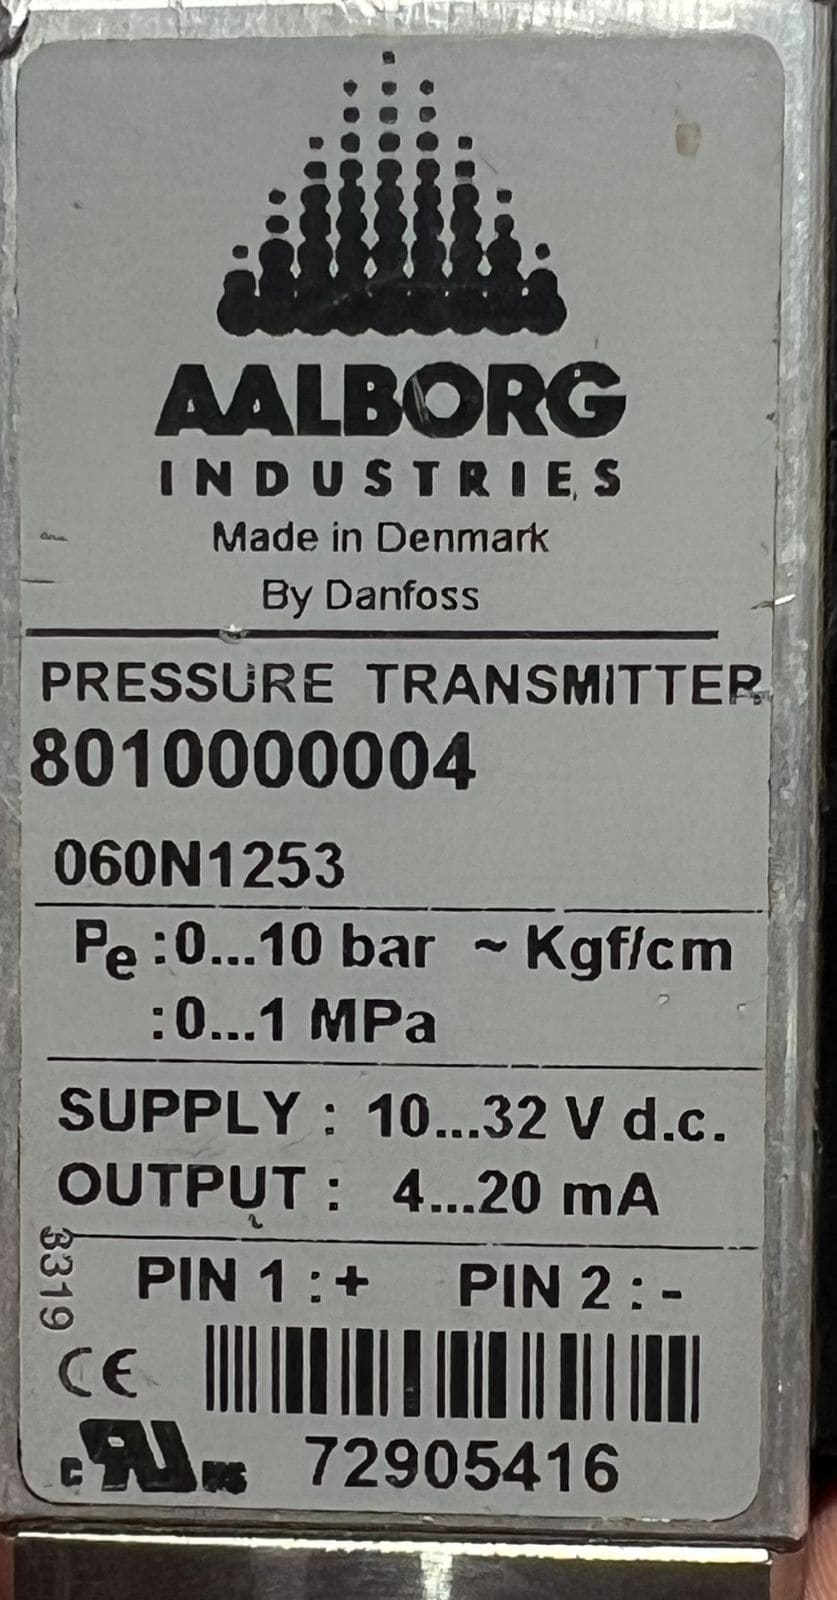 AALBORG
INDUSTRIES
Made in Denmark
By Danfoss
PRESSURE TRANSMITTER
8010000004
060N1253
Pe :0...10 bar ~ Kgf/cm
:0...1 MPa
SUPPLY : 10...32 V d.c.
OUTPUT : 4...20 mA
3319
PIN 1 : + PIN 2 : -
CE
72905416